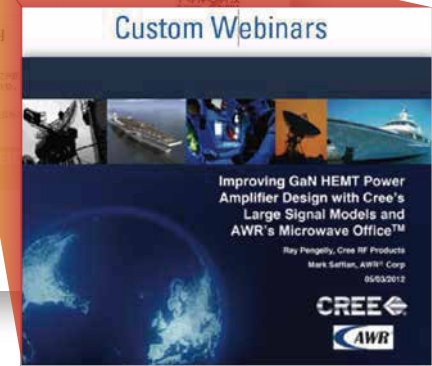 Custom Webinars
Improving GaN HEMT Power
Amplifier Design with Cree's
Large Signal Models and
AWR's Microwave Office™
Ray Pengelly, Cree RF Products
Mark Saffian, AWR® Corp
05/03/2012
CREE
AWR